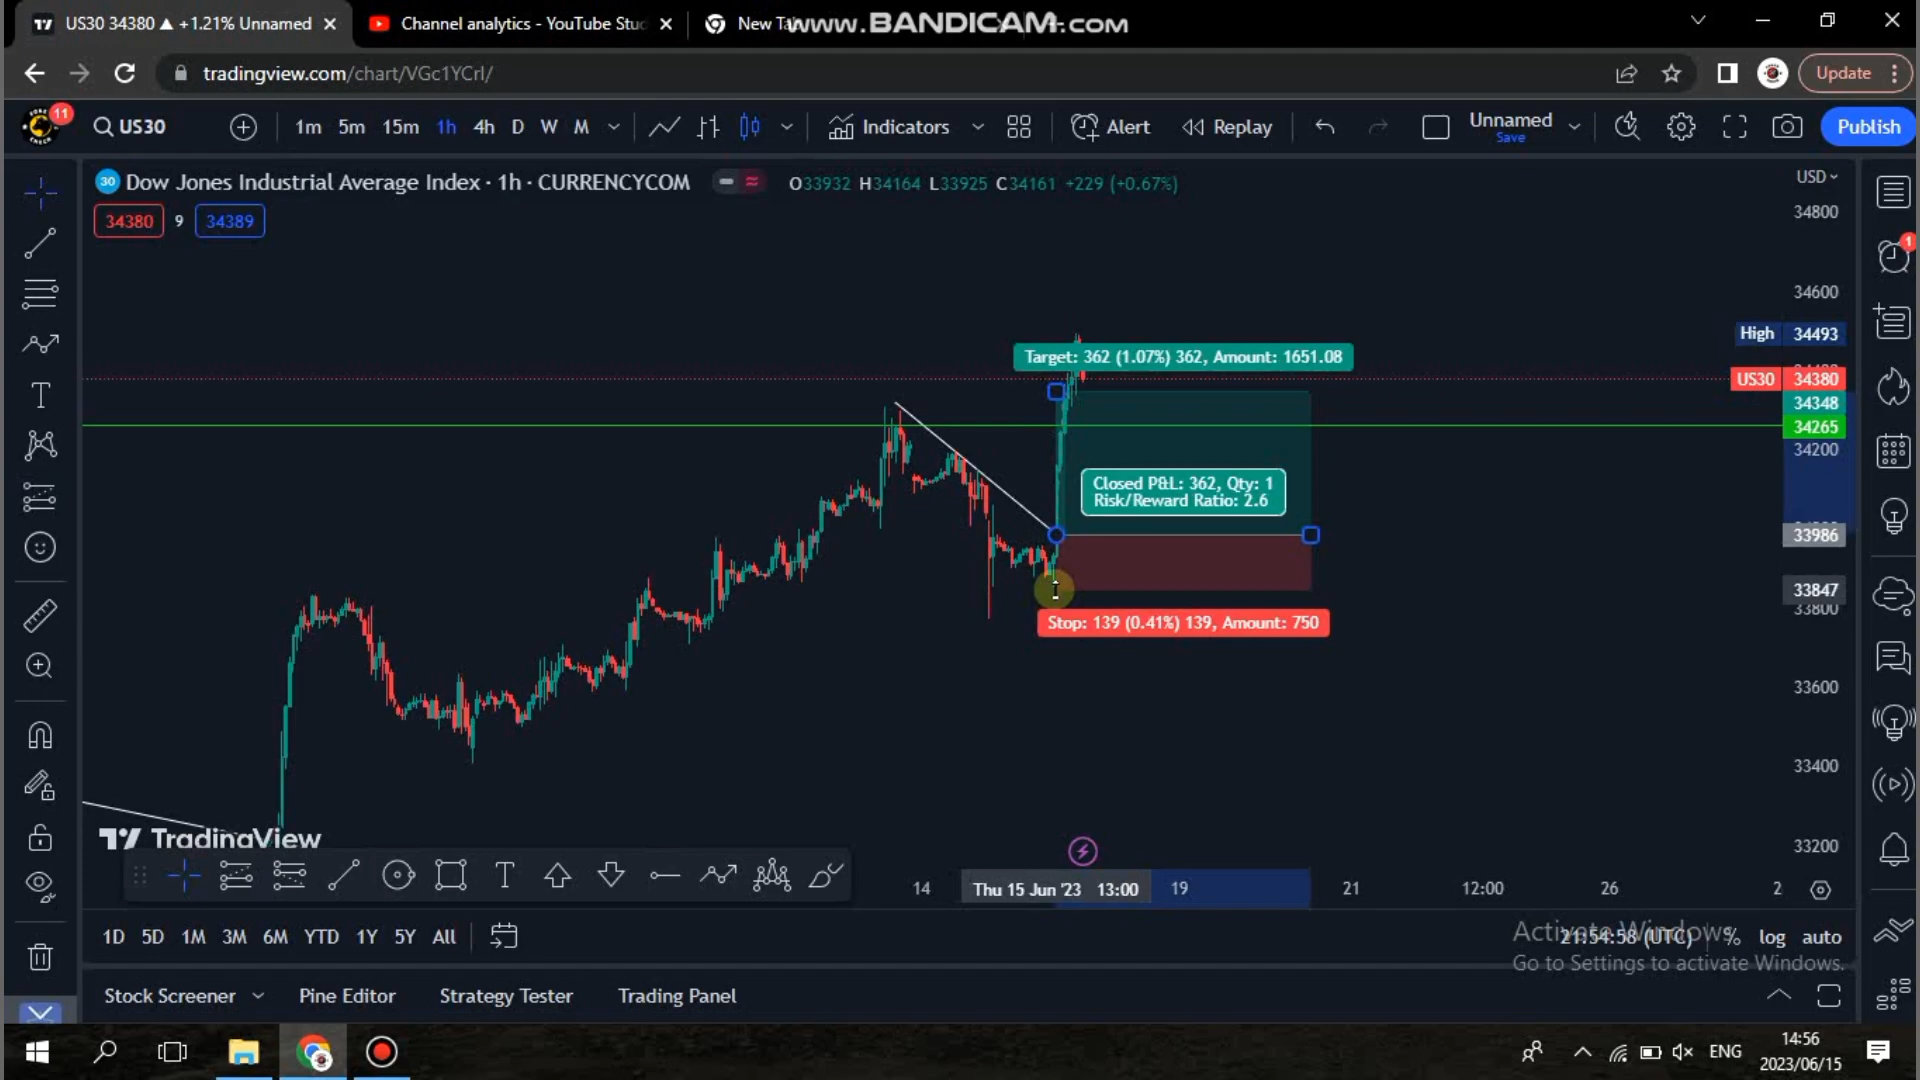 US30 34380 ▲ +1.21% Unnamed
Channel analytics - YouTube Stu
New Ta
www.BANDICAM.com
tradingview.com/chart/VGc1YCrl/
Update
11
US30
1m 5m 15m 1h 4h D W M
Indicators
Alert
Replay
Unnamed
Save
Publish
30 Dow Jones Industrial Average Index · 1h · CURRENCYCOM
O33932 H34164 L33925 C34161 +229 (+0.67%)
USD
34380 9 34389
34800
1
34600
High 34493
Target: 362 (1.07%) 362, Amount: 1651.08
US30 34380
34348
34265
34200
Closed P&L: 362, Qty: 1
Risk/Reward Ratio: 2.6
33986
33847
33800
Stop: 139 (0.41%) 139, Amount: 750
33600
33400
TradingView
33200
14 Thu 15 Jun '23 13:00 19 21 12:00 26 2
1D 5D 1M 3M 6M YTD 1Y 5Y All
21:54:58 (UTC) % log auto
Activate Windows
Go to Settings to activate Windows.
Stock Screener Pine Editor Strategy Tester Trading Panel
ENG
14:56
2023/06/15